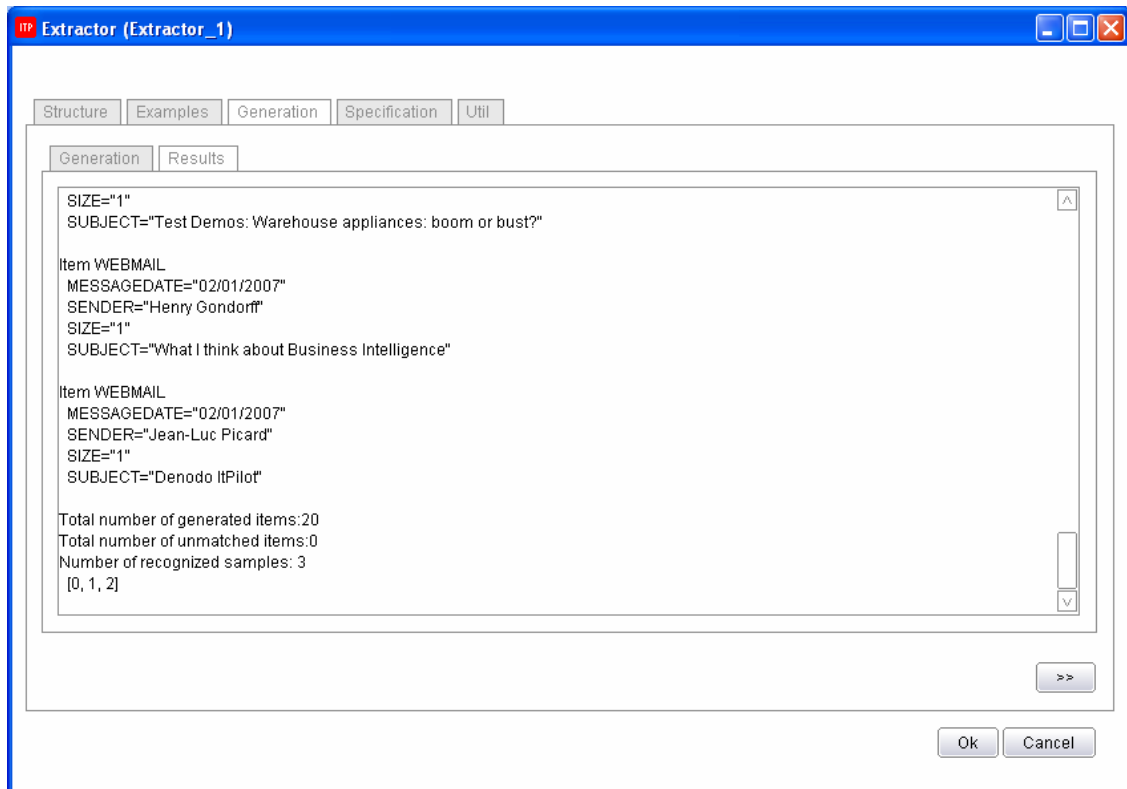 ITP Extractor (Extractor_1)
Structure Examples Generation Specification Util
Generation Results
SIZE="1"
SUBJECT="Test Demos: Warehouse appliances: boom or bust?"
Item WEBMAIL
MESSAGEDATE="02/01/2007"
SENDER="Henry Gondorff"
SIZE="1"
SUBJECT="What I think about Business Intelligence"
Item WEBMAIL
MESSAGEDATE="02/01/2007"
SENDER="Jean-Luc Picard"
SIZE="1"
SUBJECT="Denodo ItPilot"
Total number of generated items:20
Total number of unmatched items:0
Number of recognized samples: 3
[0, 1, 2]
>>
Ok Cancel